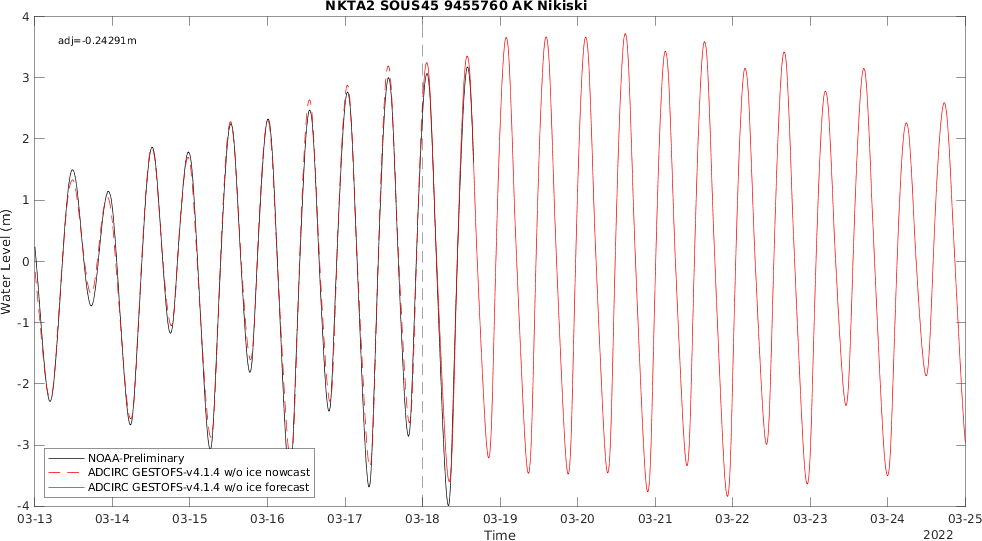 NKTA2 SOUS45 9455760 AK Nikiski
adj=-0.24291m
4
3
2
1
0
-1
-2
-3
-4
Water Level (m)
NOAA-Preliminary
ADCIRC GESTOFS-v4.1.4 w/o ice nowcast
ADCIRC GESTOFS-v4.1.4 w/o ice forecast
03-13 03-14 03-15 03-16 03-17 03-18 03-19 03-20 03-21 03-22 03-23 03-24 03-25
Time
2022